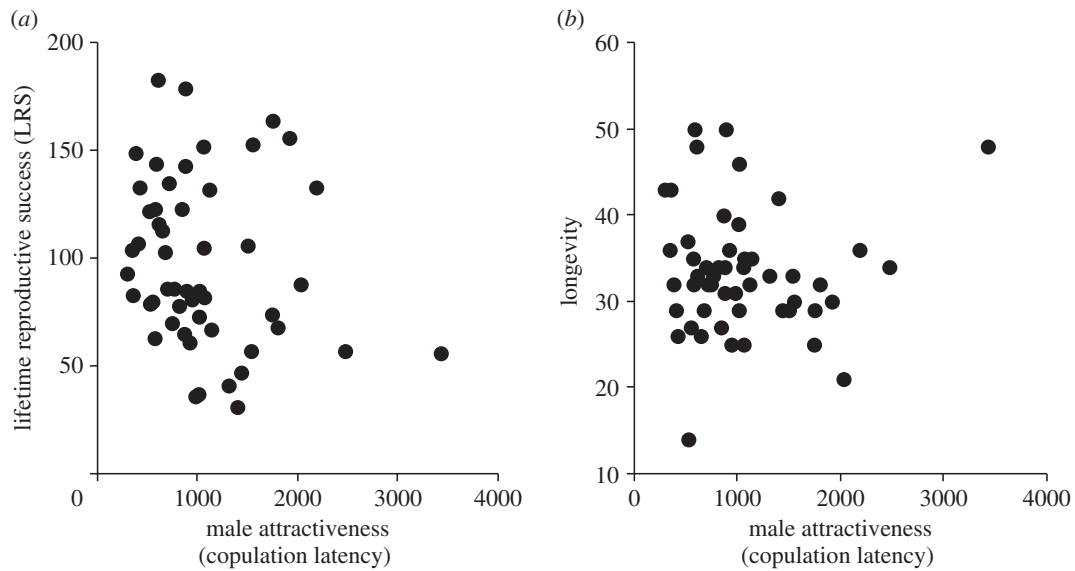 (a)
200
150
100
50
0
1000
2000
3000
4000
lifetime reproductive success (LRS)
male attractiveness
(copulation latency)
(b)
60
50
40
30
20
10
0
1000
2000
3000
4000
longevity
male attractiveness
(copulation latency)